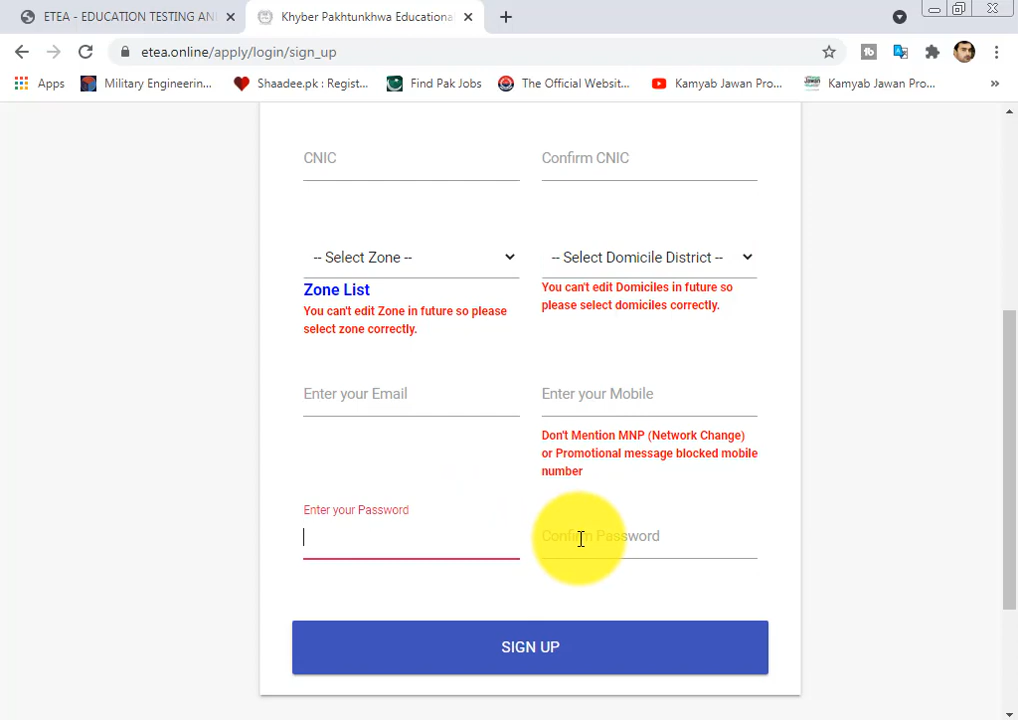 ETEA - EDUCATION TESTING AN
Khyber Pakhtunkhwa Educationa
etea.online/apply/login/sign_up
Apps
Military Engineerin...
Shaadee.pk : Regist...
Find Pak Jobs
The Official Websit...
Kamyab Jawan Pro...
Kamyab Jawan Pro...
CNIC
Confirm CNIC
-- Select Zone --
-- Select Domicile District --
Zone List
You can't edit Zone in future so please
select zone correctly.
You can't edit Domiciles in future so
please select domiciles correctly.
Enter your Email
Enter your Mobile
Don't Mention MNP (Network Change)
or Promotional message blocked mobile
number
Enter your Password
Confirm Password
SIGN UP